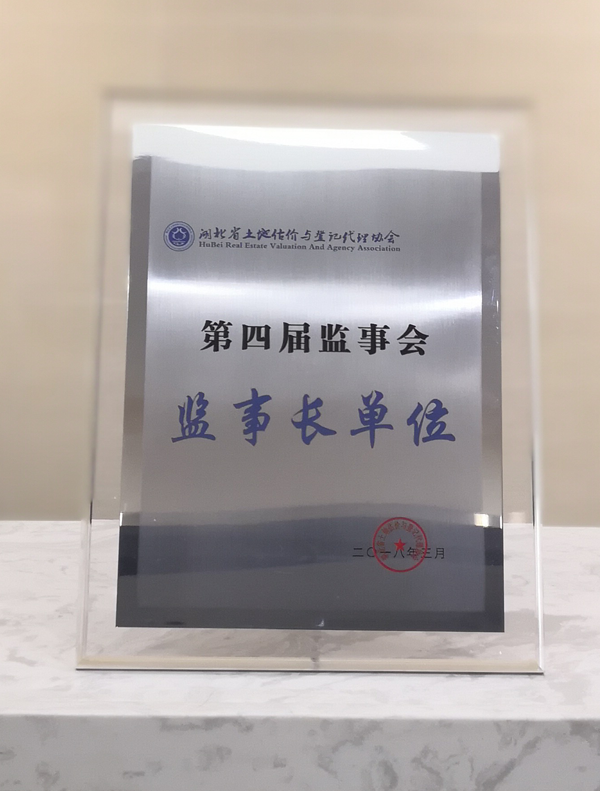 湖北省土地估价与登记代理协会
HuBei Real Estate Valuation And Agency Association
第四届监事会
监事长单位
二〇一八年三月